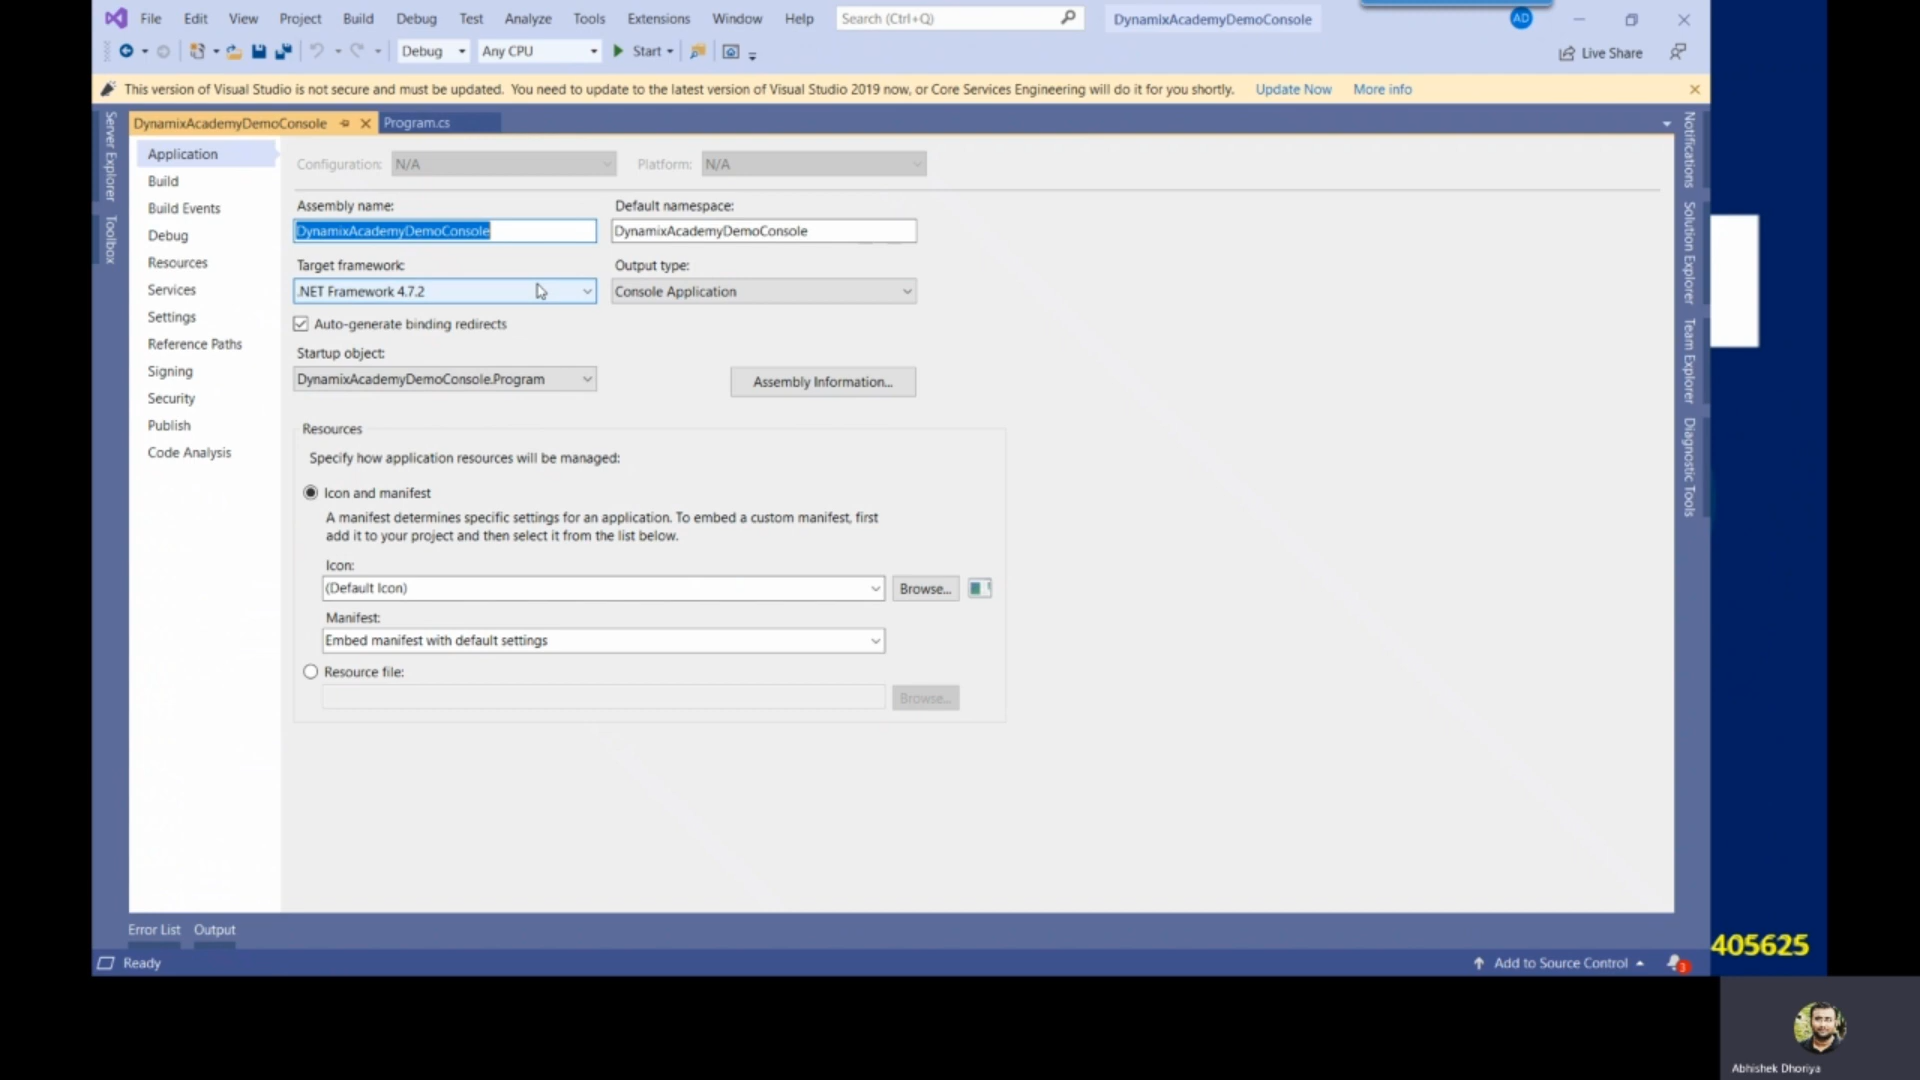 File Edit View Project Build Debug Test Analyze Tools Extensions Window Help Search (Ctrl+Q) DynamixAcademyDemoConsole AD
Debug Any CPU Start Live Share
This version of Visual Studio is not secure and must be updated. You need to update to the latest version of Visual Studio 2019 now, or Core Services Engineering will do it for you shortly. Update Now More info
Server Explorer
Toolbox
DynamixAcademyDemoConsole Program.cs
Application
Build
Build Events
Debug
Resources
Services
Settings
Reference Paths
Signing
Security
Publish
Code Analysis
Configuration: N/A Platform: N/A
Assembly name: Default namespace:
DynamixAcademyDemoConsole DynamixAcademyDemoConsole
Target framework: Output type:
.NET Framework 4.7.2 Console Application
Auto-generate binding redirects
Startup object:
DynamixAcademyDemoConsole.Program Assembly Information...
Resources
Specify how application resources will be managed:
Icon and manifest
A manifest determines specific settings for an application. To embed a custom manifest, first
add it to your project and then select it from the list below.
Icon:
(Default Icon) Browse...
Manifest:
Embed manifest with default settings
Resource file:
Browse...
Notifications
Solution Explorer
Team Explorer
Diagnostic Tools
Error List Output
Ready Add to Source Control 3
405625
Abhishek Dhoriya